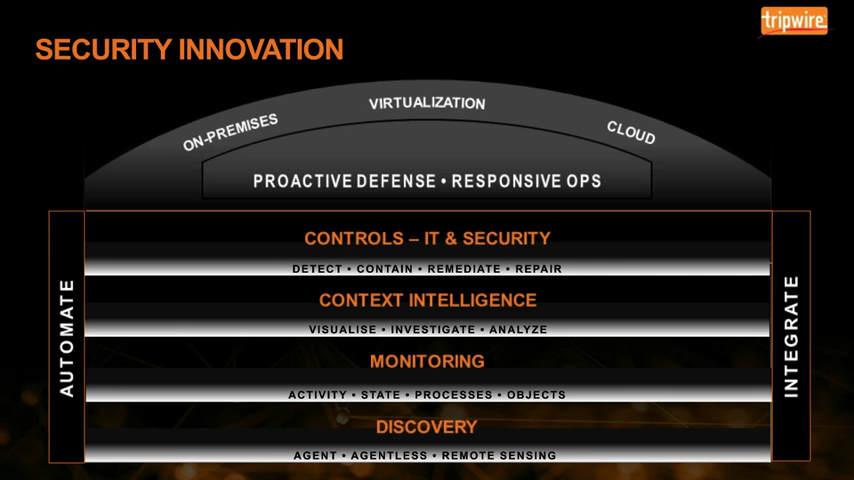 tripwire
SECURITY INNOVATION
VIRTUALIZATION
ON-PREMISES
CLOUD
PROACTIVE DEFENSE • RESPONSIVE OPS
CONTROLS – IT & SECURITY
DETECT • CONTAIN • REMEDIATE • REPAIR
CONTEXT INTELLIGENCE
VISUALISE • INVESTIGATE • ANALYZE
MONITORING
ACTIVITY • STATE • PROCESSES • OBJECTS
DISCOVERY
AGENT • AGENTLESS • REMOTE SENSING
AUTOMATE
INTEGRATE